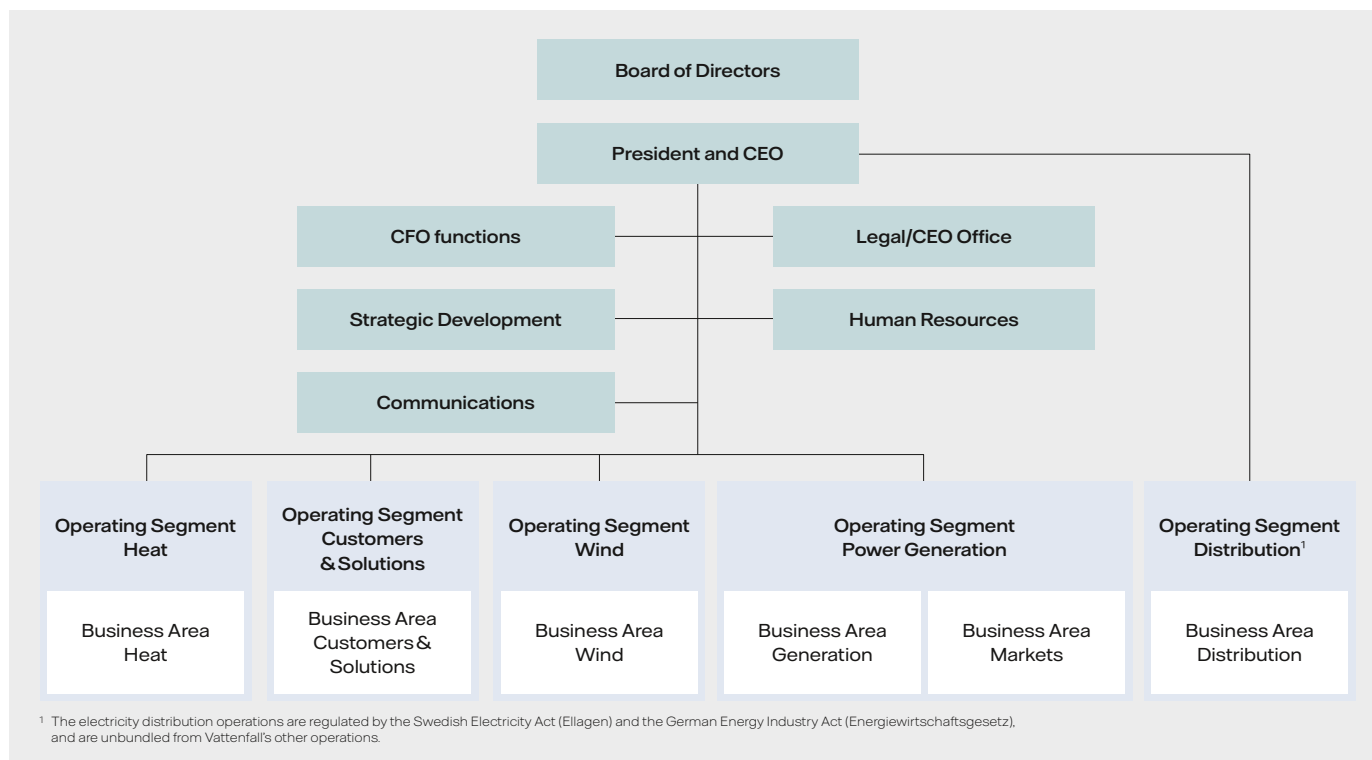 Board of Directors
President and CEO
CFO functions
Legal/CEO Office
Strategic Development
Human Resources
Communications
Operating Segment
Heat
Business Area
Heat
Operating Segment
Customers
& Solutions
Business Area
Customers &
Solutions
Operating Segment
Wind
Business Area
Wind
Operating Segment
Power Generation
Business Area
Generation
Business Area
Markets
Operating Segment
Distribution¹
Business Area
Distribution
¹ The electricity distribution operations are regulated by the Swedish Electricity Act (Ellagen) and the German Energy Industry Act (Energiewirtschaftsgesetz),
and are unbundled from Vattenfall's other operations.